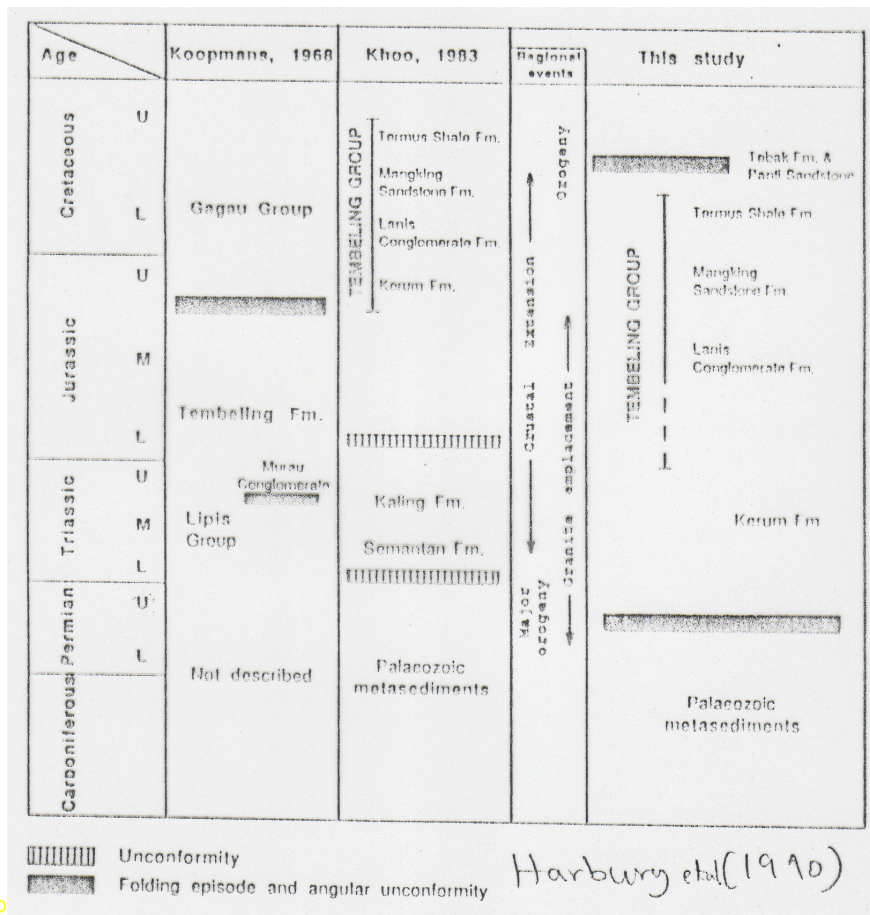 Age
Koopmans, 1968
Khoo, 1983
Regional
events
This study
Cretaceous
U
L
Jurassic
U
M
L
Triassic
U
M
L
Permian
U
L
Carboniferous
Gagau Group
Tembeling Fm.
Murau
Conglomerate
Lipis
Group
Not described
TEMBELING GROUP
Termus Shale Fm.
Mangking
Sandstone Fm.
Lanis
Conglomerate Fm.
Kerum Fm.
Kaling Fm.
Semantan Fm.
Palaeozoic
metasediments
Orogeny
Crustal Extension
Granite emplacement
Major
orogeny
Tebak Fm. &
Panti Sandstone
TEMBELING GROUP
Termus Shale Fm.
Mangking
Sandstone Fm.
Lanis
Conglomerate Fm.
Kerum Fm
Palaeozoic
metasediments
Unconformity
Folding episode and angular unconformity
Harbury et al (1990)